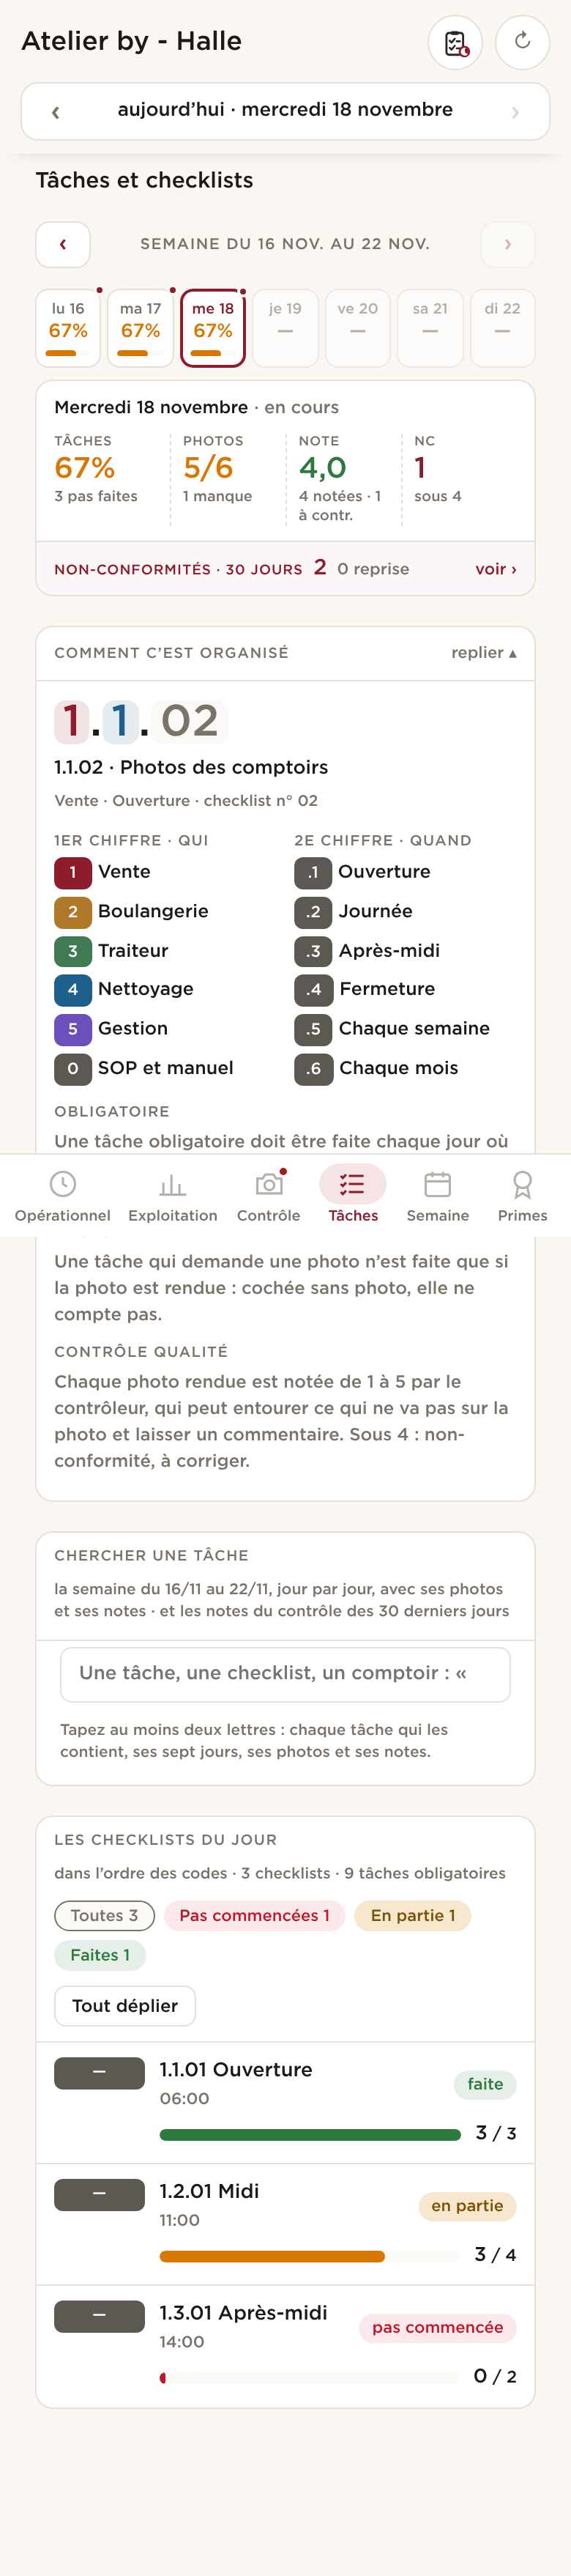 Atelier by - Halle
‹ aujourd’hui · mercredi 18 novembre ›
Tâches et checklists
‹ SEMAINE DU 16 NOV. AU 22 NOV. ›
lu 16 ma 17 me 18 je 19 ve 20 sa 21 di 22
67% 67% 67% — — — —
Mercredi 18 novembre · en cours
TÂCHES PHOTOS NOTE NC
67% 5/6 4,0 1
3 pas faites 1 manque 4 notées · 1 sous 4
à contr.
NON-CONFORMITÉS · 30 JOURS 2 0 reprise voir ›
COMMENT C’EST ORGANISÉ replier ▴
1.1.02
1.1.02 · Photos des comptoirs
Vente · Ouverture · checklist n° 02
1ER CHIFFRE · QUI 2E CHIFFRE · QUAND
1 Vente .1 Ouverture
2 Boulangerie .2 Journée
3 Traiteur .3 Après-midi
4 Nettoyage .4 Fermeture
5 Gestion .5 Chaque semaine
0 SOP et manuel .6 Chaque mois
OBLIGATOIRE
Une tâche obligatoire doit être faite chaque jour où
Opérationnel Exploitation Contrôle Tâches Semaine Primes
Une tâche qui demande une photo n’est faite que si
la photo est rendue : cochée sans photo, elle ne
compte pas.
CONTRÔLE QUALITÉ
Chaque photo rendue est notée de 1 à 5 par le
contrôleur, qui peut entourer ce qui ne va pas sur la
photo et laisser un commentaire. Sous 4 : non-
conformité, à corriger.
CHERCHER UNE TÂCHE
la semaine du 16/11 au 22/11, jour par jour, avec ses photos
et ses notes · et les notes du contrôle des 30 derniers jours
Une tâche, une checklist, un comptoir : «
Tapez au moins deux lettres : chaque tâche qui les
contient, ses sept jours, ses photos et ses notes.
LES CHECKLISTS DU JOUR
dans l’ordre des codes · 3 checklists · 9 tâches obligatoires
Toutes 3 Pas commencées 1 En partie 1
Faites 1
Tout déplier
— 1.1.01 Ouverture faite
06:00
3 / 3
— 1.2.01 Midi en partie
11:00
3 / 4
— 1.3.01 Après-midi pas commencée
14:00
0 / 2